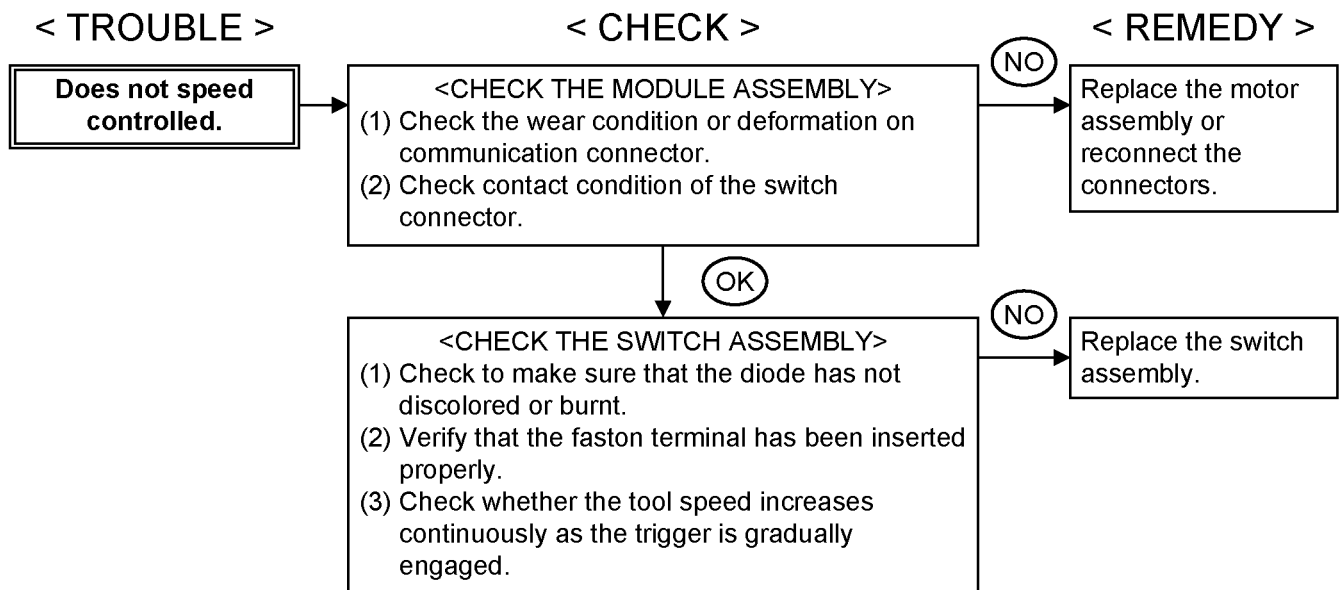 < TROUBLE >
< CHECK >
< REMEDY >
Does not speed
controlled.
<CHECK THE MODULE ASSEMBLY>
(1) Check the wear condition or deformation on
communication connector.
(2) Check contact condition of the switch
connector.
NO
Replace the motor
assembly or
reconnect the
connectors.
OK
<CHECK THE SWITCH ASSEMBLY>
(1) Check to make sure that the diode has not
discolored or burnt.
(2) Verify that the faston terminal has been inserted
properly.
(3) Check whether the tool speed increases
continuously as the trigger is gradually
engaged.
NO
Replace the switch
assembly.